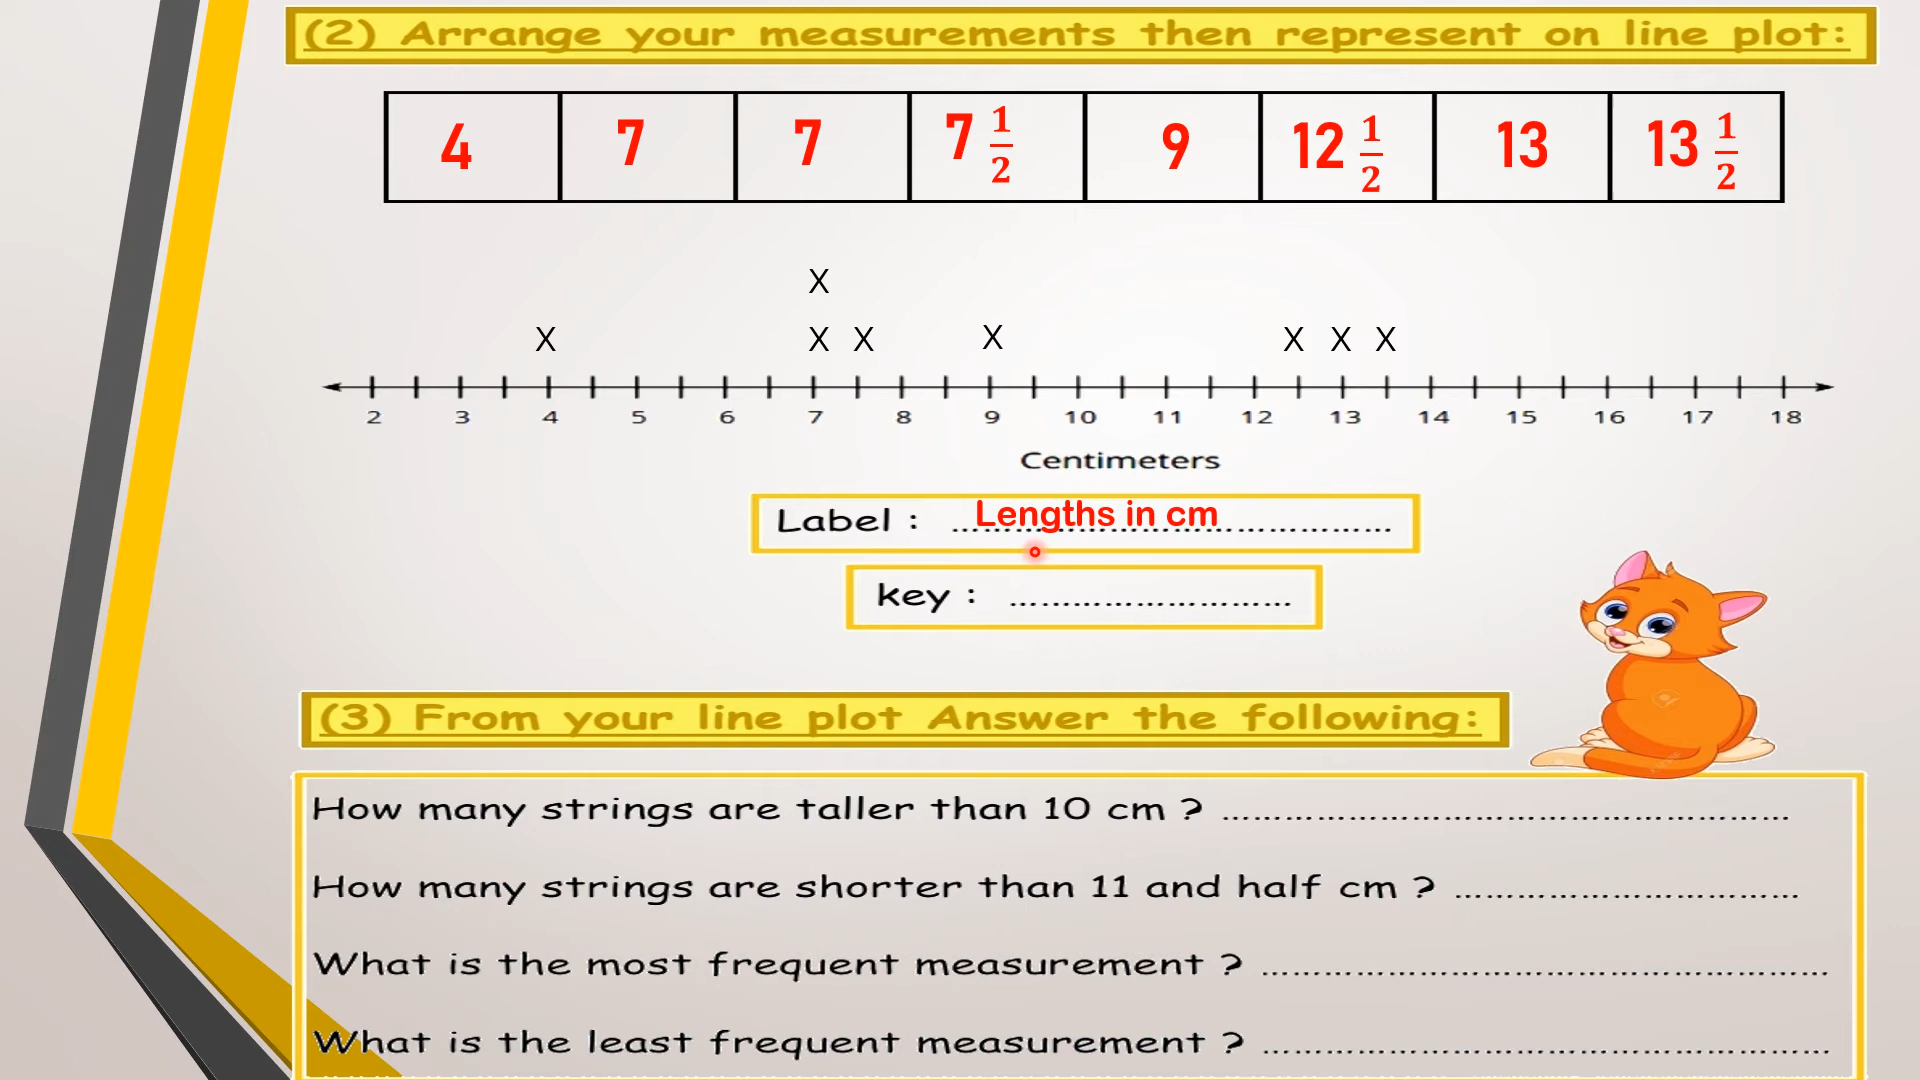 (2) Arrange your measurements then represent on line plot:
4 7 7 7 1/2 9 12 1/2 13 13 1/2
X
X X X X X X X
2 3 4 5 6 7 8 9 10 11 12 13 14 15 16 17 18
Centimeters
Label : ..........Lengths in cm..........
key : ..............................
(3) From your line plot Answer the following:
How many strings are taller than 10 cm ? ..............................
How many strings are shorter than 11 and half cm ? ..............................
What is the most frequent measurement ? ..............................
What is the least frequent measurement ? ..............................